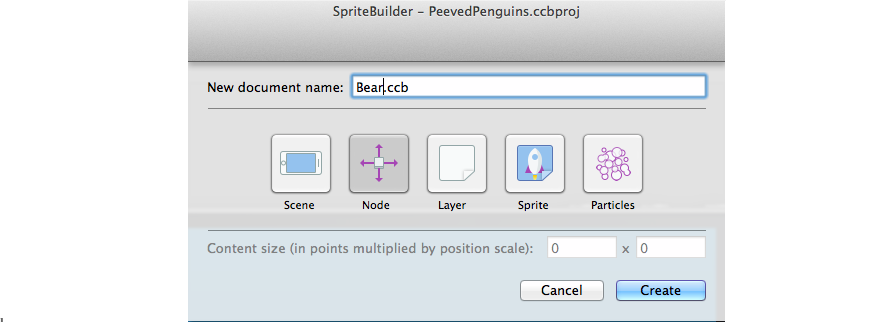 SpriteBuilder – PeevedPenguins.ccbproj
New document name: Bear.ccb
Scene Node Layer Sprite Particles
Content size (in points multiplied by position scale): 0 x 0
Cancel Create